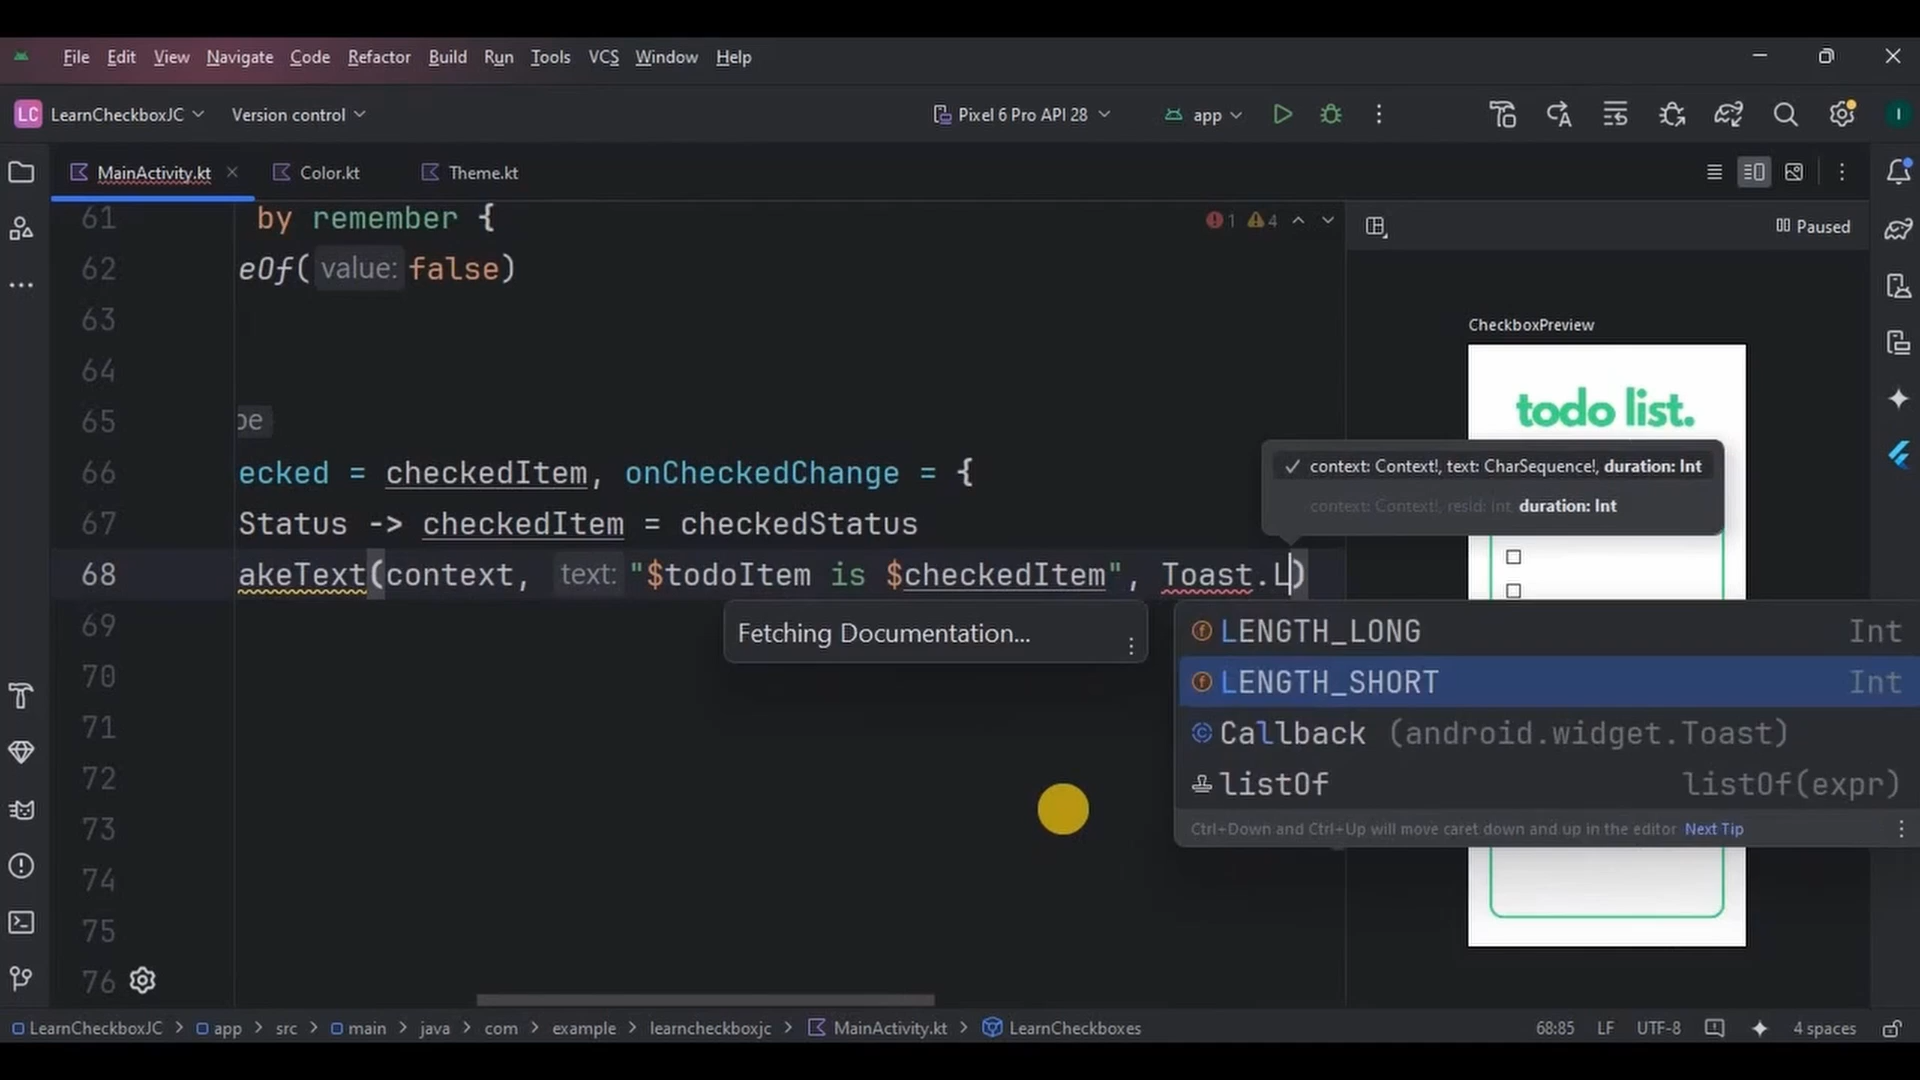 File Edit View Navigate Code Refactor Build Run Tools VCS Window Help
LC LearnCheckboxJC Version control Pixel 6 Pro API 28 app I
MainActivity.kt Color.kt Theme.kt
61 by remember {
1 4
Paused
62 eOf( value: false)
63
CheckboxPreview
64
todo list.
65 pe
66 ecked = checkedItem, onCheckedChange = {
context: Context!, text: CharSequence!, duration: Int
context: Context!, resId: Int, duration: Int
67 Status -> checkedItem = checkedStatus
68 akeText(context, text: "$todoItem is $checkedItem", Toast.L)
69
Fetching Documentation...
LENGTH_LONG Int
70
LENGTH_SHORT Int
71
Callback (android.widget.Toast)
72
listOf listOf(expr)
73
Ctrl+Down and Ctrl+Up will move caret down and up in the editor Next Tip
74
75
76
LearnCheckboxJC > app > src > main > java > com > example > learncheckboxjc > MainActivity.kt > LearnCheckboxes 68:85 LF UTF-8 4 spaces